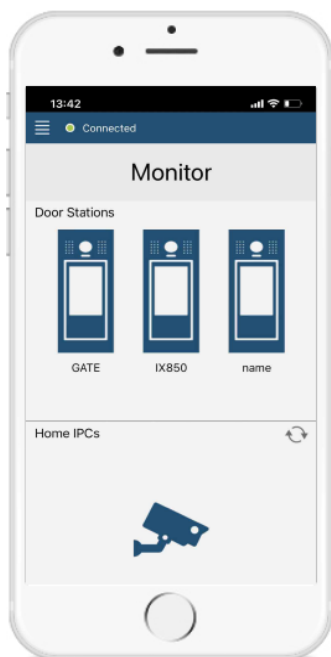 13:42
Connected
Monitor
Door Stations
GATE IX850 name
Home IPCs